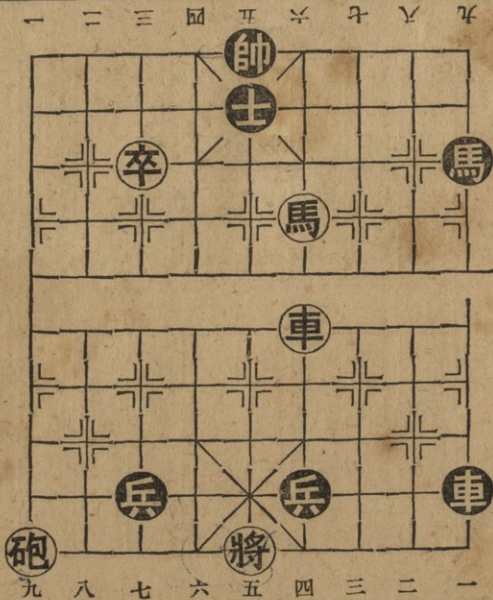 一 二 三 四 五 六 七 八 九
帥
士
卒 馬
馬
車
兵 兵 車
砲 將
九 八 七 六 五 四 三 二 一